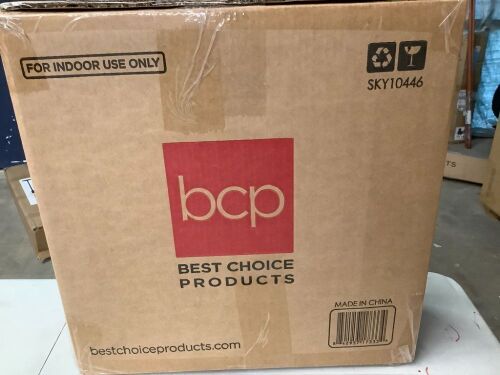 FOR INDOOR USE ONLY
SKY10446
bcp
BEST CHOICE
PRODUCTS
MADE IN CHINA
bestchoiceproducts.com